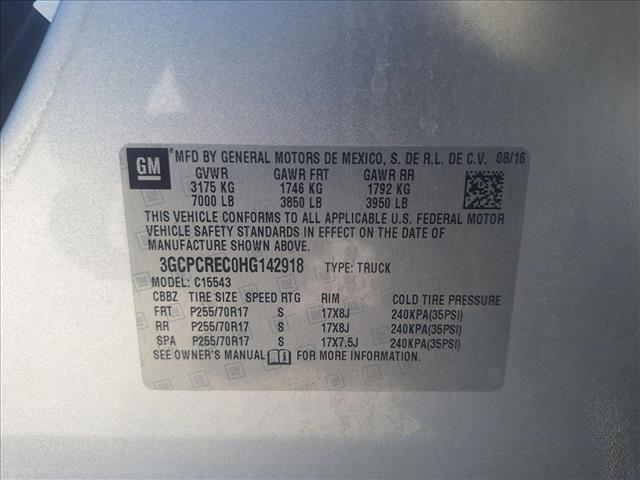 GM MFD BY GENERAL MOTORS DE MEXICO, S. DE R.L. DE C.V. 08/16
GVWR GAWR FRT GAWR RR
3175 KG 1746 KG 1792 KG
7000 LB 3850 LB 3950 LB
THIS VEHICLE CONFORMS TO ALL APPLICABLE U.S. FEDERAL MOTOR
VEHICLE SAFETY STANDARDS IN EFFECT ON THE DATE OF
MANUFACTURE SHOWN ABOVE.
3GCPCREC0HG142918 TYPE: TRUCK
MODEL: C15543
CBBZ TIRE SIZE SPEED RTG RIM COLD TIRE PRESSURE
FRT P255/70R17 S 17X8J 240KPA(35PSI)
RR P255/70R17 S 17X8J 240KPA(35PSI)
SPA P255/70R17 S 17X7.5J 240KPA(35PSI)
SEE OWNER'S MANUAL FOR MORE INFORMATION.